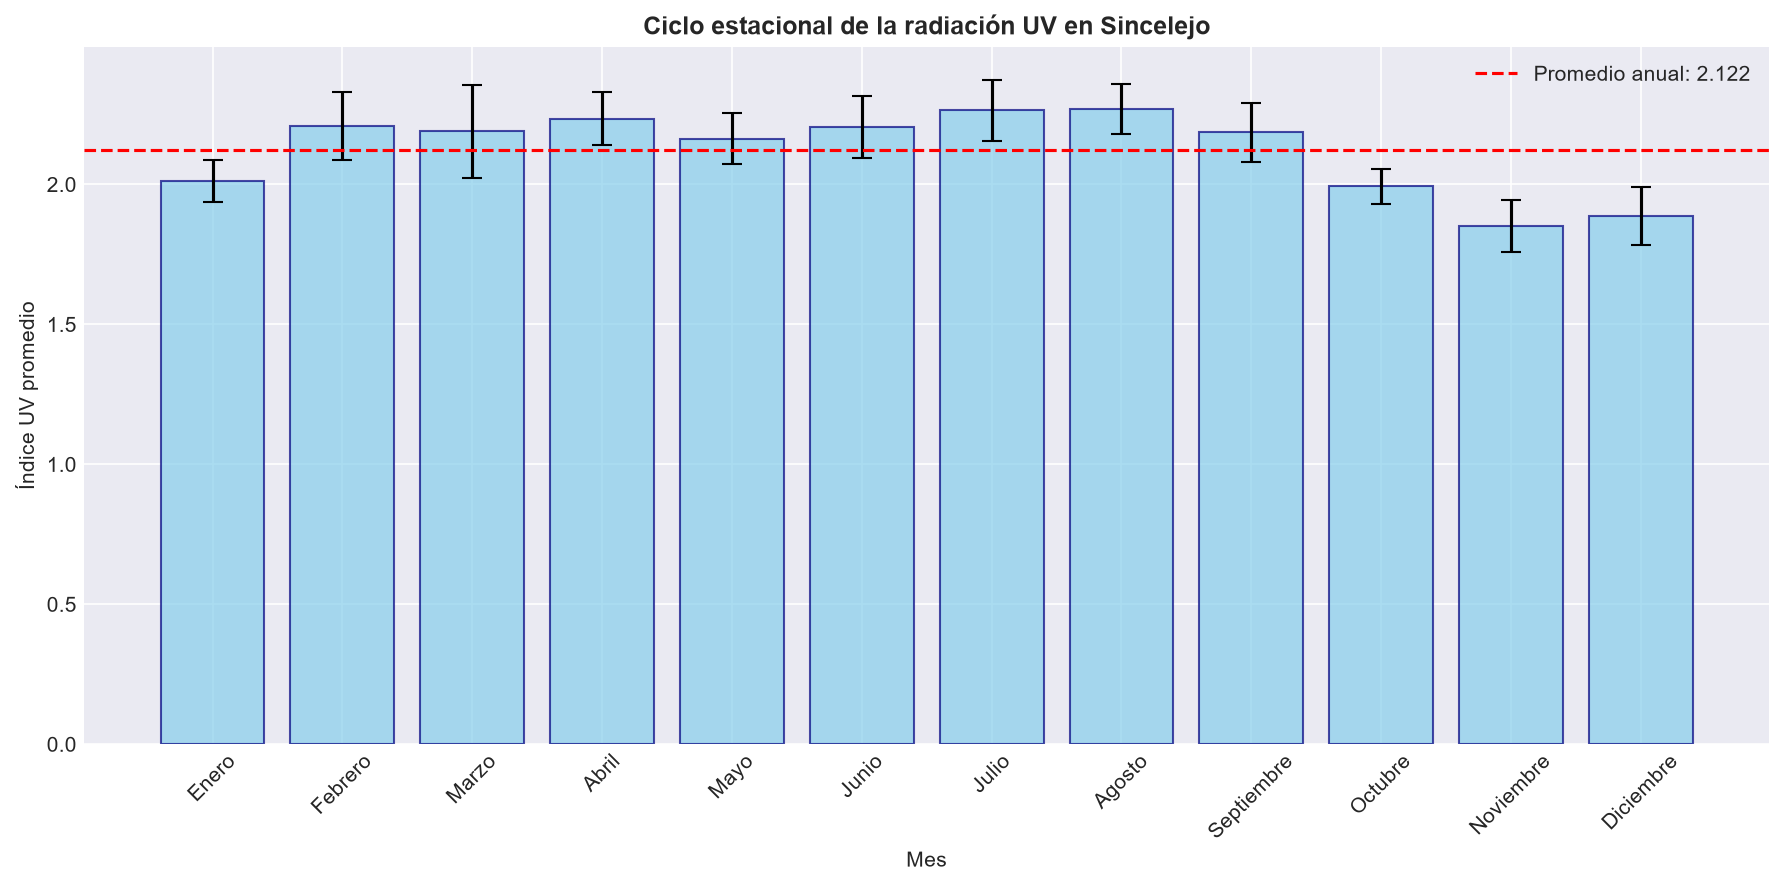 Ciclo estacional de la radiación UV en Sincelejo
Promedio anual: 2.122
Índice UV promedio
2.0
1.5
1.0
0.5
0.0
Enero
Febrero
Marzo
Abril
Mayo
Junio
Julio
Agosto
Septiembre
Octubre
Noviembre
Diciembre
Mes